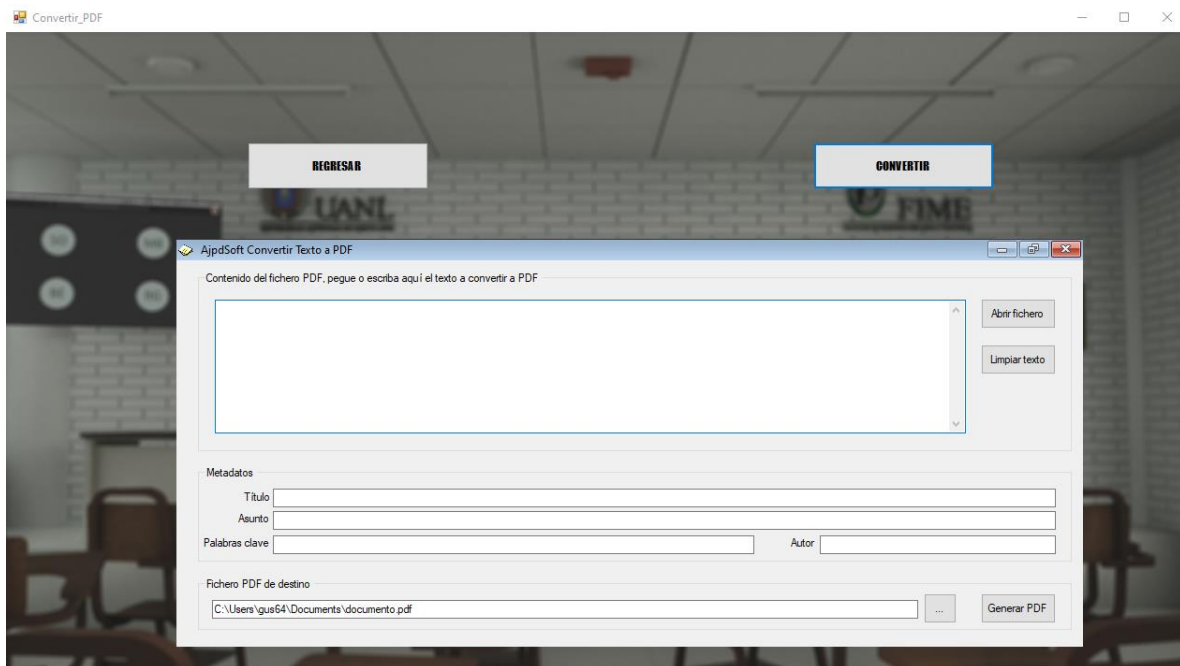 Convertir_PDF
REGRESAR
CONVERTIR
UANL
FIME
AjpdSoft Convertir Texto a PDF
Contenido del fichero PDF, pegue o escriba aquí el texto a convertir a PDF
Abrir fichero
Limpiar texto
Metadatos
Título
Asunto
Palabras clave
Autor
Fichero PDF de destino
C:\Users\gus64\Documents\documento.pdf
...
Generar PDF